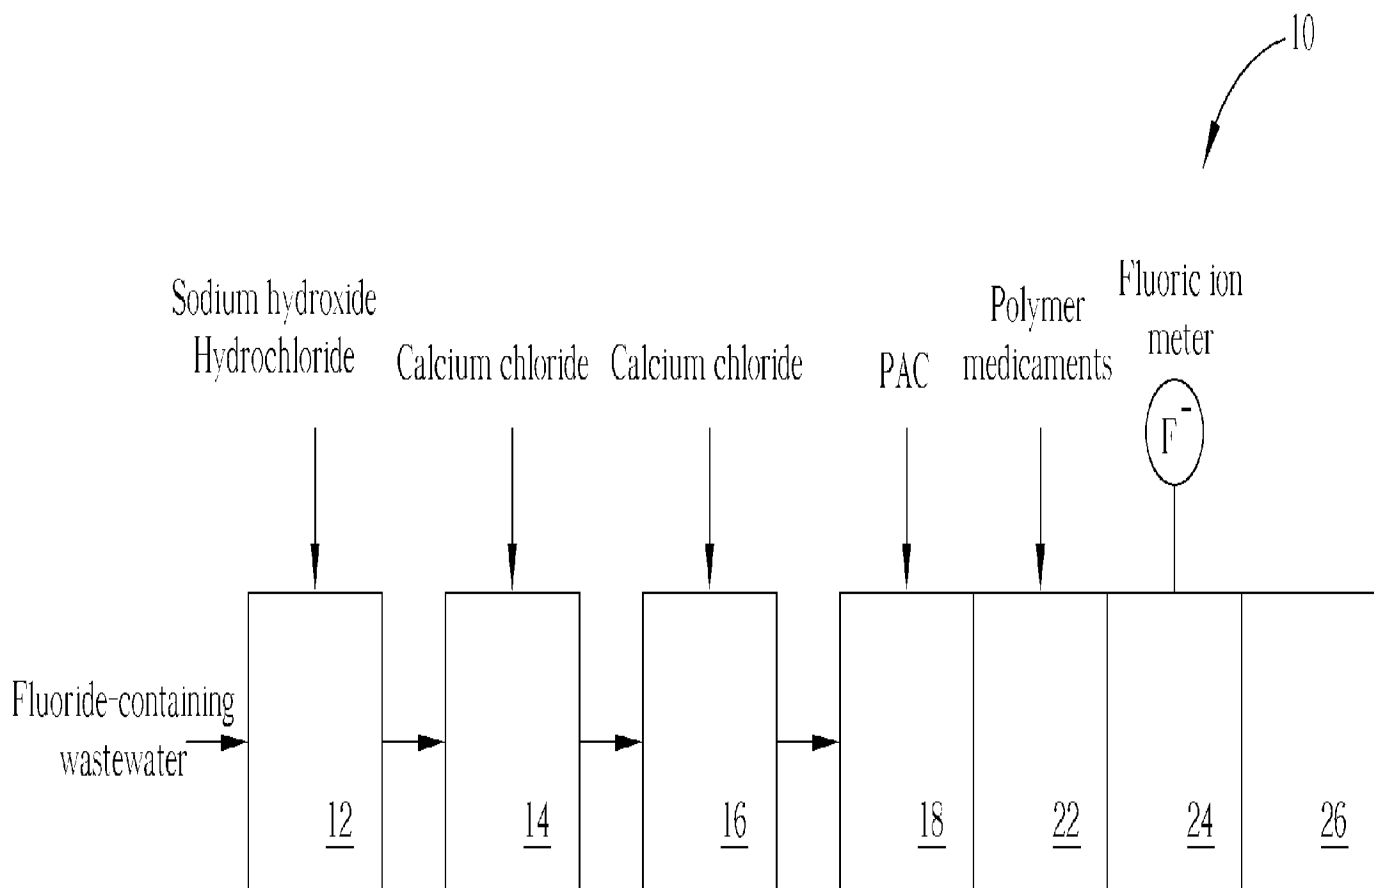 10
Sodium hydroxide
Hydrochloride
Calcium chloride
Calcium chloride
PAC
Polymer
medicaments
Fluoric ion
meter
F-
Fluoride-containing
wastewater
12
14
16
18
22
24
26